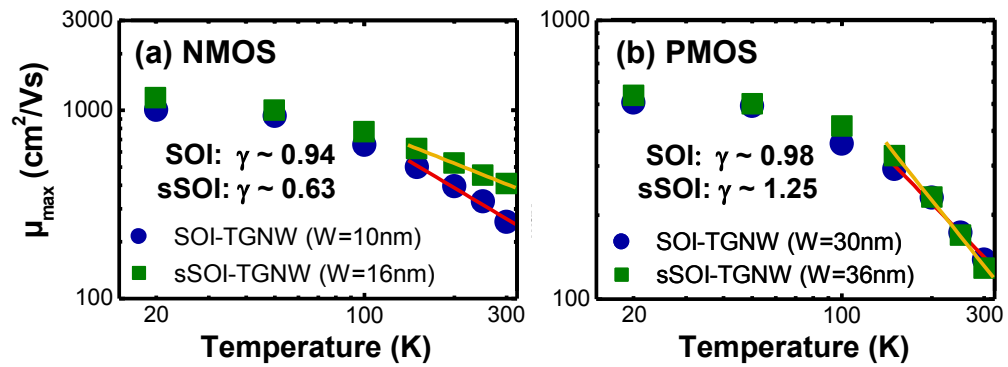 3000
(a) NMOS
1000
μmax (cm²/Vs)
SOI: γ ~ 0.94
sSOI: γ ~ 0.63
SOI-TGNW (W=10nm)
sSOI-TGNW (W=16nm)
100
20
100
300
Temperature (K)
1000
(b) PMOS
SOI: γ ~ 0.98
sSOI: γ ~ 1.25
SOI-TGNW (W=30nm)
sSOI-TGNW (W=36nm)
100
20
100
300
Temperature (K)